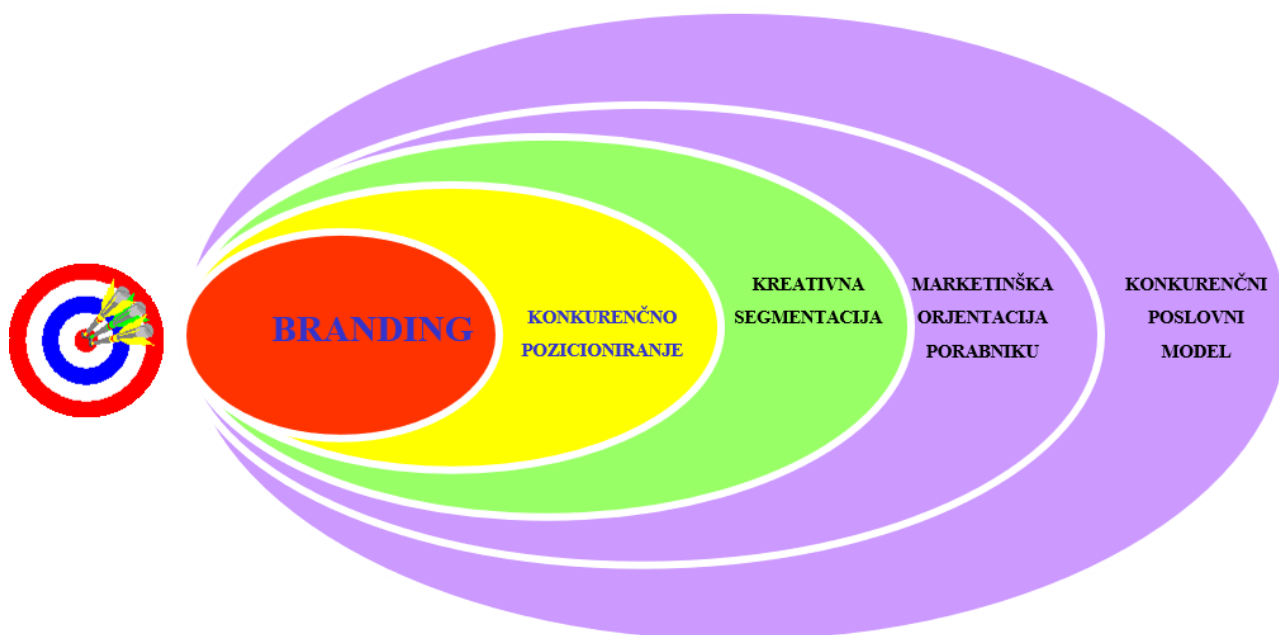 BRANDING
KONKURENČNO
POZICIONIRANJE
KREATIVNA
SEGMENTACIJA
MARKETINŠKA
ORJENTACIJA
PORABNIKU
KONKURENČNI
POSLOVNI
MODEL